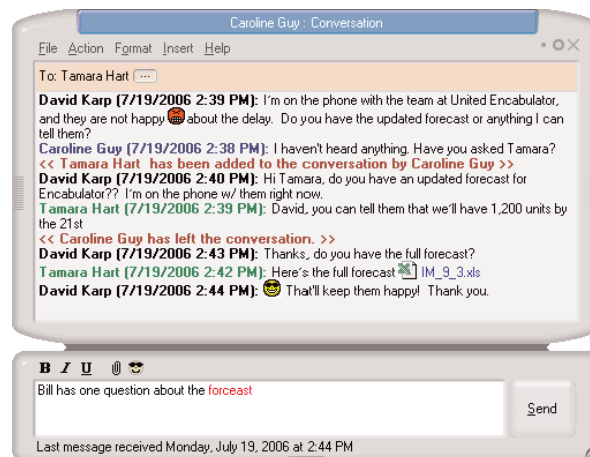 Caroline Guy : Conversation
File Action Format Insert Help
To: Tamara Hart ...
David Karp (7/19/2006 2:39 PM): I'm on the phone with the team at United Encabulator,
and they are not happy about the delay. Do you have the updated forecast or anything I can
tell them?
Caroline Guy (7/19/2006 2:38 PM): I haven't heard anything. Have you asked Tamara?
<< Tamara Hart has been added to the conversation by Caroline Guy >>
David Karp (7/19/2006 2:40 PM): Hi Tamara, do you have an updated forecast for
Encabulator?? I'm on the phone w/ them right now.
Tamara Hart (7/19/2006 2:39 PM): David, you can tell them that we'll have 1,200 units by
the 21st
<< Caroline Guy has left the conversation. >>
David Karp (7/19/2006 2:43 PM): Thanks, do you have the full forecast?
Tamara Hart (7/19/2006 2:42 PM): Here's the full forecast IM_9_3.xls
David Karp (7/19/2006 2:44 PM): That'll keep them happy! Thank you.
B I U
Bill has one question about the forceast
Send
Last message received Monday, July 19, 2006 at 2:44 PM